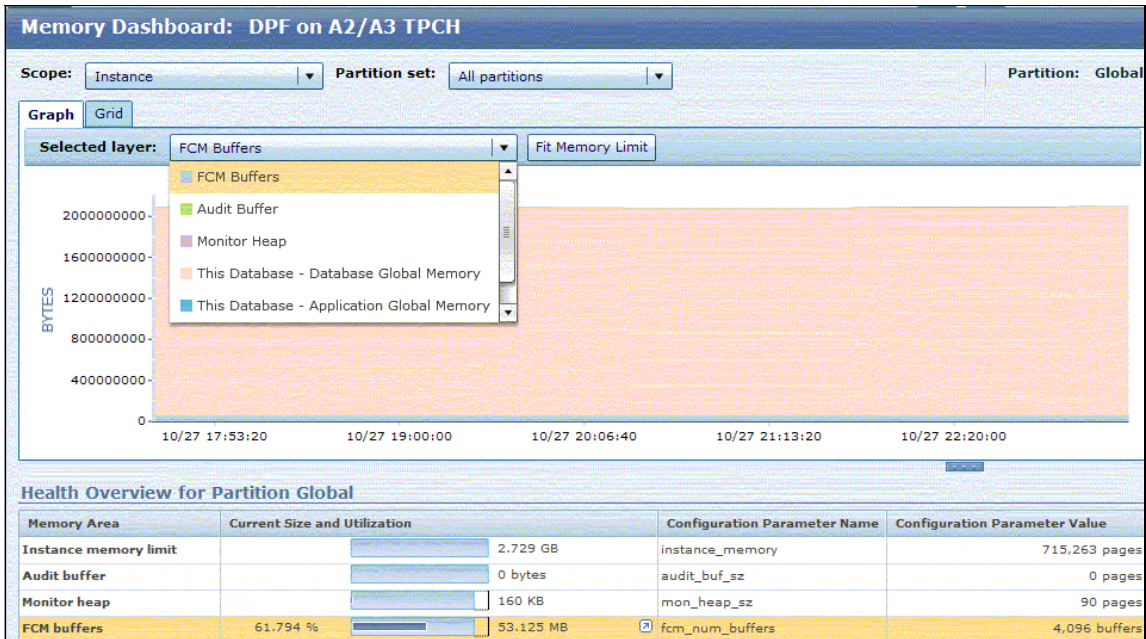 Memory Dashboard: DPF on A2/A3 TPCH
Scope: Instance Partition set: All partitions Partition: Global
Graph Grid
Selected layer: FCM Buffers Fit Memory Limit
FCM Buffers
Audit Buffer
Monitor Heap
This Database - Database Global Memory
This Database - Application Global Memory
BYTES
2000000000
1600000000
1200000000
800000000
400000000
0
10/27 17:53:20 10/27 19:00:00 10/27 20:06:40 10/27 21:13:20 10/27 22:20:00
Health Overview for Partition Global
Memory Area Current Size and Utilization Configuration Parameter Name Configuration Parameter Value
Instance memory limit 2.729 GB instance_memory 715,263 pages
Audit buffer 0 bytes audit_buf_sz 0 pages
Monitor heap 160 KB mon_heap_sz 90 pages
FCM buffers 61.794 % 53.125 MB fcm_num_buffers 4,096 buffers